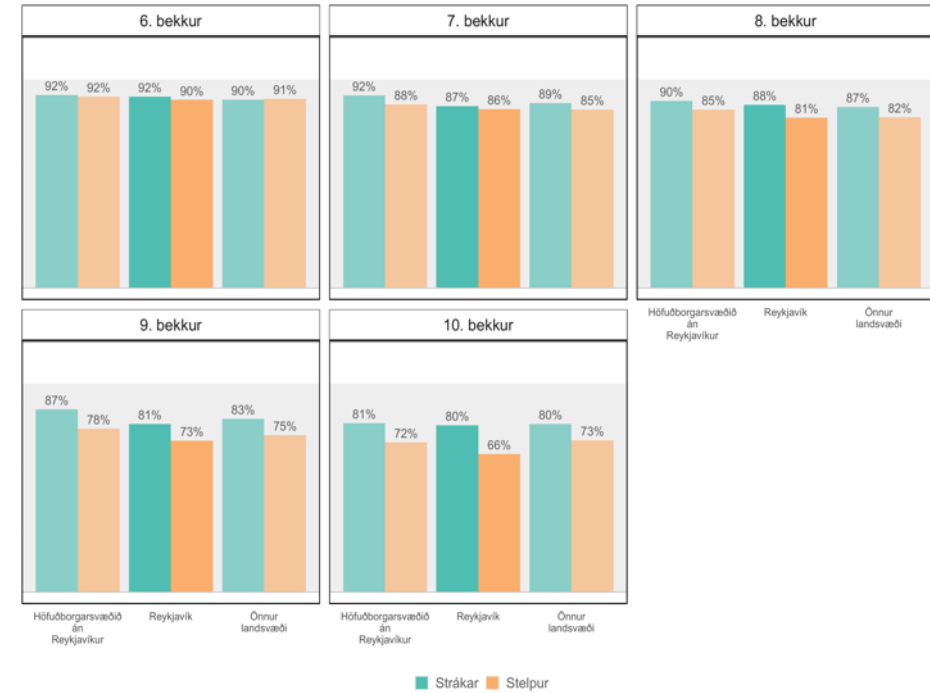 6. bekkur
7. bekkur
8. bekkur
92% 92% 92% 90% 90% 91%
92% 88% 87% 86% 89% 85%
90% 85% 88% 81% 87% 82%
Höfuðborgarsvæðið
án
Reykjavíkur
Reykjavík
Önnur
landsvæði
9. bekkur
10. bekkur
87% 78% 81% 73% 83% 75%
81% 72% 80% 66% 80% 73%
Höfuðborgarsvæðið
án
Reykjavíkur
Reykjavík
Önnur
landsvæði
Höfuðborgarsvæðið
án
Reykjavíkur
Reykjavík
Önnur
landsvæði
Strákar Stelpur